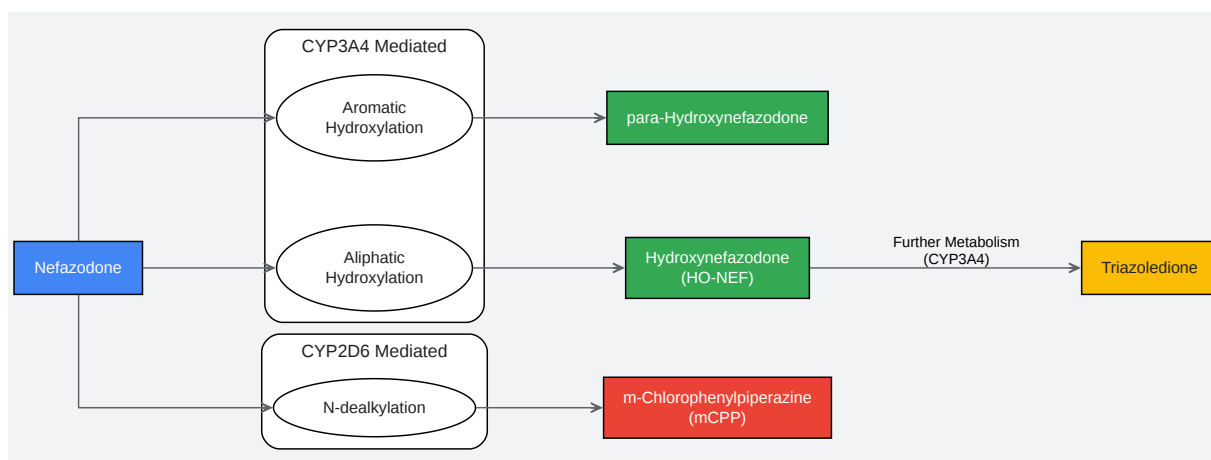 CYP3A4 Mediated
Aromatic
Hydroxylation
para-Hydroxynefazodone
Nefazodone
Aliphatic
Hydroxylation
Hydroxynefazodone
(HO-NEF)
Further Metabolism
(CYP3A4)
Triazoledione
CYP2D6 Mediated
N-dealkylation
m-Chlorophenylpiperazine
(mCPP)